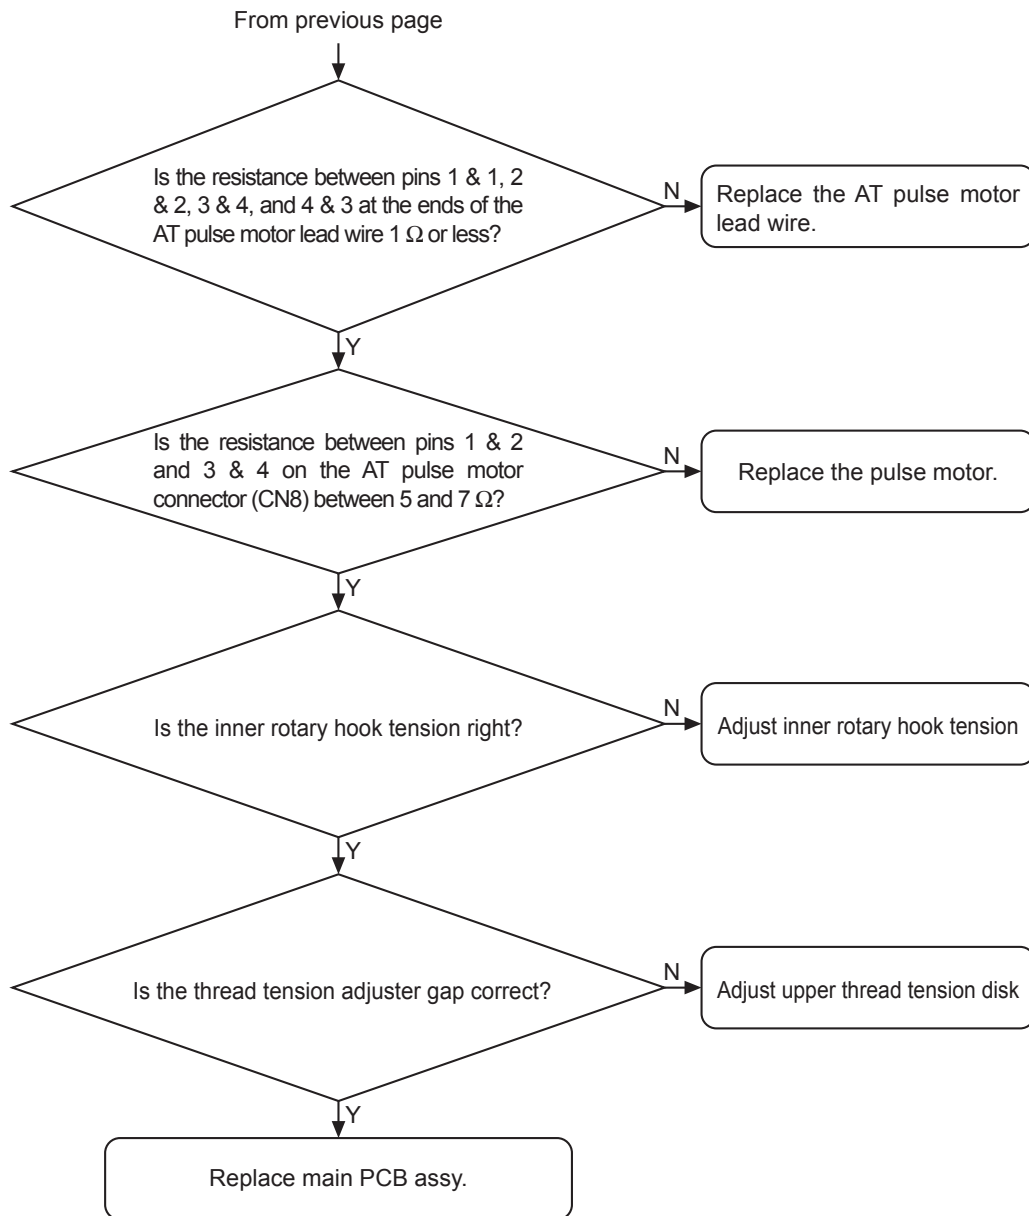 From previous page
Is the resistance between pins 1 & 1, 2
& 2, 3 & 4, and 4 & 3 at the ends of the
AT pulse motor lead wire 1 Ω or less?
N
Replace the AT pulse motor
lead wire.
Y
Is the resistance between pins 1 & 2
and 3 & 4 on the AT pulse motor
connector (CN8) between 5 and 7 Ω?
N
Replace the pulse motor.
Y
Is the inner rotary hook tension right?
N
Adjust inner rotary hook tension
Y
Is the thread tension adjuster gap correct?
N
Adjust upper thread tension disk
Y
Replace main PCB assy.